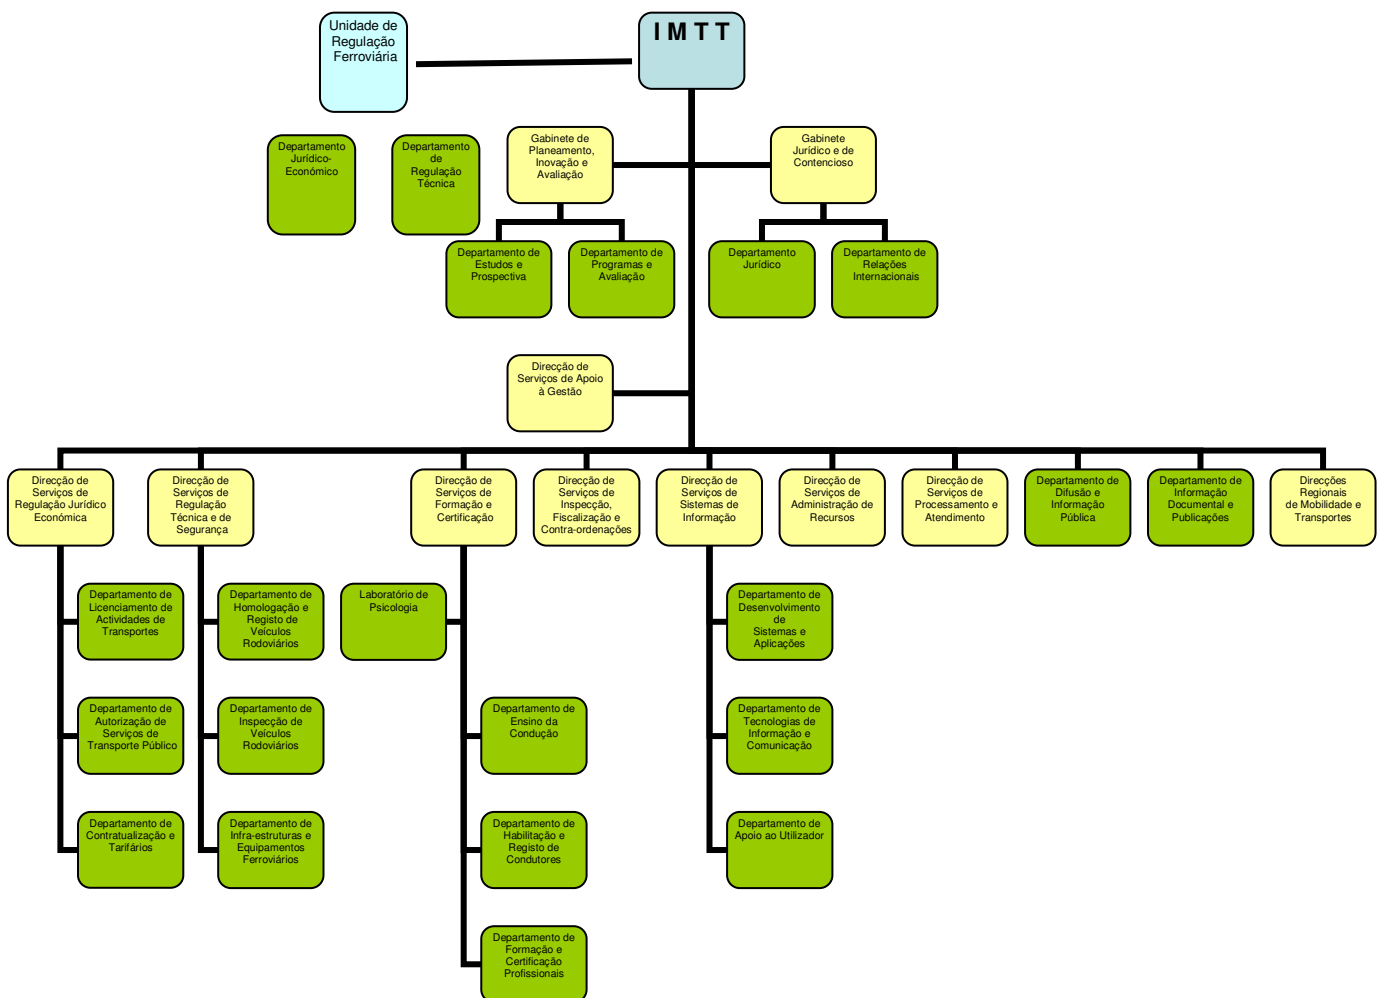 Unidade de
Regulação
Ferroviária
I M T T
Departamento
Jurídico-
Económico
Departamento
de
Regulação
Técnica
Gabinete de
Planeamento,
Inovação e
Avaliação
Gabinete
Jurídico e de
Contencioso
Departamento de
Estudos e
Prospectiva
Departamento de
Programas e
Avaliação
Departamento
Jurídico
Departamento de
Relações
Internacionais
Direcção de
Serviços de Apoio
à Gestão
Direcção de
Serviços de
Regulação Jurídico
Económica
Direcção de
Serviços de
Regulação
Técnica e de
Segurança
Direcção de
Serviços de
Formação e
Certificação
Direcção de
Serviços de
Inspecção,
Fiscalização e
Contra-ordenações
Direcção de
Serviços de
Sistemas de
Informação
Direcção de
Serviços de
Administração de
Recursos
Direcção de
Serviços de
Processamento e
Atendimento
Departamento de
Difusão e
Informação
Pública
Departamento de
Informação
Documental e
Publicações
Direcções
Regionais
de Mobilidade e
Transportes
Departamento de
Licenciamento de
Actividades de
Transportes
Departamento de
Homologação e
Registo de
Veículos
Rodoviários
Laboratório de
Psicologia
Departamento de
Desenvolvimento
de
Sistemas e
Aplicações
Departamento de
Autorização de
Serviços de
Transporte Público
Departamento de
Inspecção de
Veículos
Rodoviários
Departamento de
Ensino da
Condução
Departamento de
Tecnologias de
Informação e
Comunicação
Departamento de
Contratualização e
Tarifários
Departamento de
Infra-estruturas e
Equipamentos
Ferroviários
Departamento de
Habilitação e
Registo de
Condutores
Departamento de
Apoio ao Utilizador
Departamento de
Formação e
Certificação
Profissionais